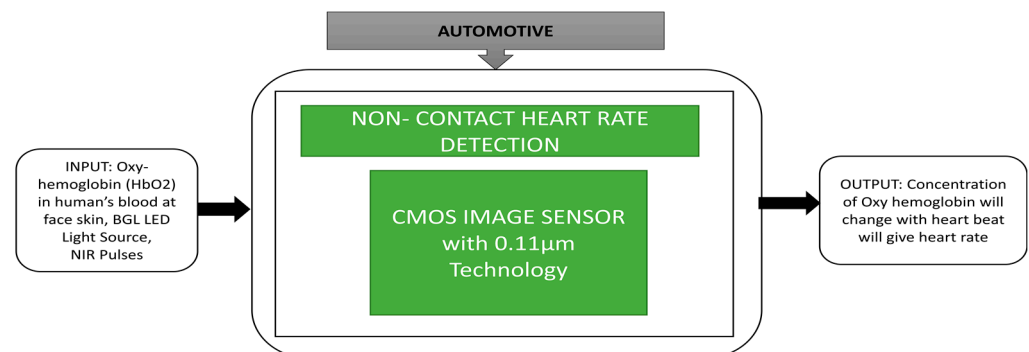 AUTOMOTIVE
NON- CONTACT HEART RATE
DETECTION
INPUT: Oxy-
hemoglobin (HbO2)
in human's blood at
face skin, BGL LED
Light Source,
NIR Pulses
CMOS IMAGE SENSOR
with 0.11µm
Technology
OUTPUT: Concentration
of Oxy hemoglobin will
change with heart beat
will give heart rate